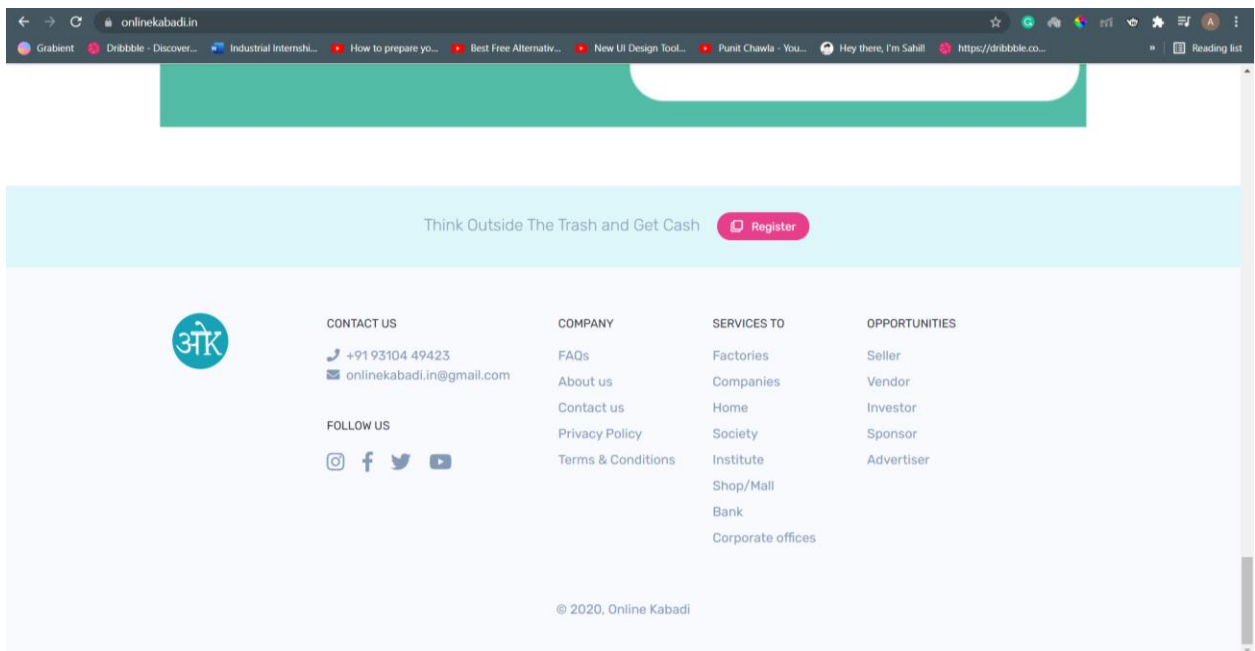 onlinekabadi.in
Grabient
Dribbble - Discover...
Industrial Internshi...
How to prepare yo...
Best Free Alternativ...
New UI Design Tool...
Punit Chawla - You...
Hey there, I'm Sahil!
https://dribbble.co...
»
Reading list
Think Outside The Trash and Get Cash
Register
ओK
CONTACT US
+91 93104 49423
onlinekabadi.in@gmail.com
FOLLOW US
COMPANY
FAQs
About us
Contact us
Privacy Policy
Terms & Conditions
SERVICES TO
Factories
Companies
Home
Society
Institute
Shop/Mall
Bank
Corporate offices
OPPORTUNITIES
Seller
Vendor
Investor
Sponsor
Advertiser
© 2020, Online Kabadi